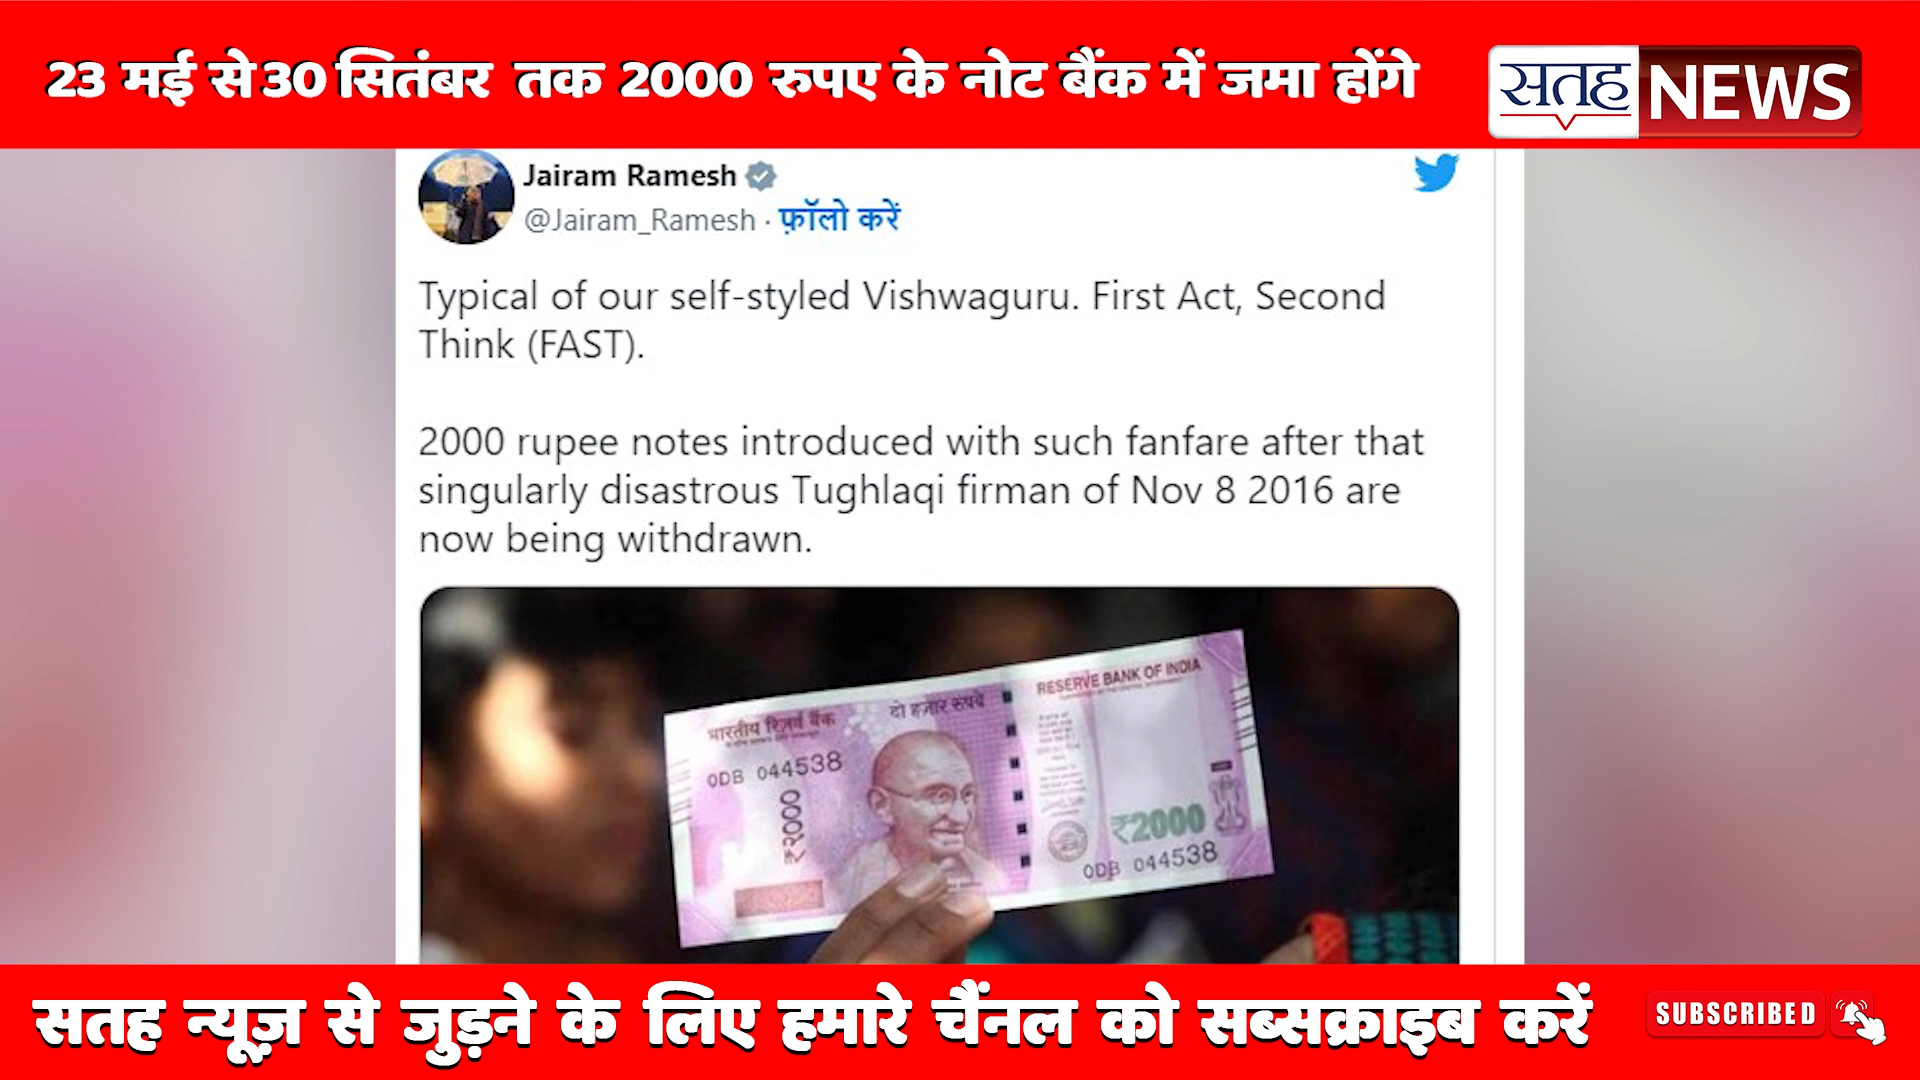 23 मई से 30 सितंबर तक 2000 रुपए के नोट बैंक में जमा होंगे
सतह NEWS
Jairam Ramesh
@Jairam_Ramesh · फ़ॉलो करें
Typical of our self-styled Vishwaguru. First Act, Second
Think (FAST).
2000 rupee notes introduced with such fanfare after that
singularly disastrous Tughlaqi firman of Nov 8 2016 are
now being withdrawn.
भारतीय रिज़र्व बैंक
दो हज़ार रुपये
RESERVE BANK OF INDIA
0DB 044538
₹२०००
₹2000
0DB 044538
सतह न्यूज़ से जुड़ने के लिए हमारे चैंनल को सब्सक्राइब करें
SUBSCRIBED